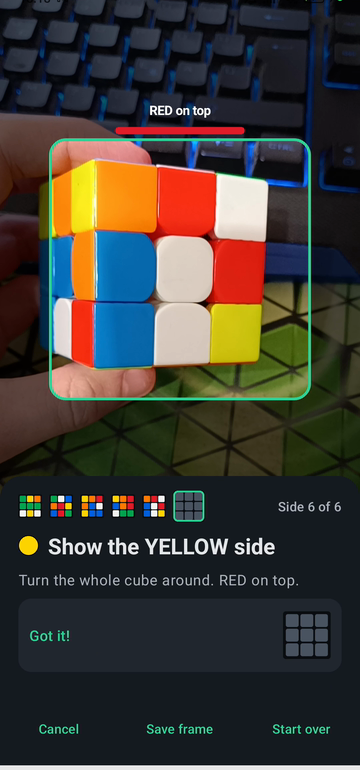 RED on top
Side 6 of 6
Show the YELLOW side
Turn the whole cube around. RED on top.
Got it!
Cancel
Save frame
Start over